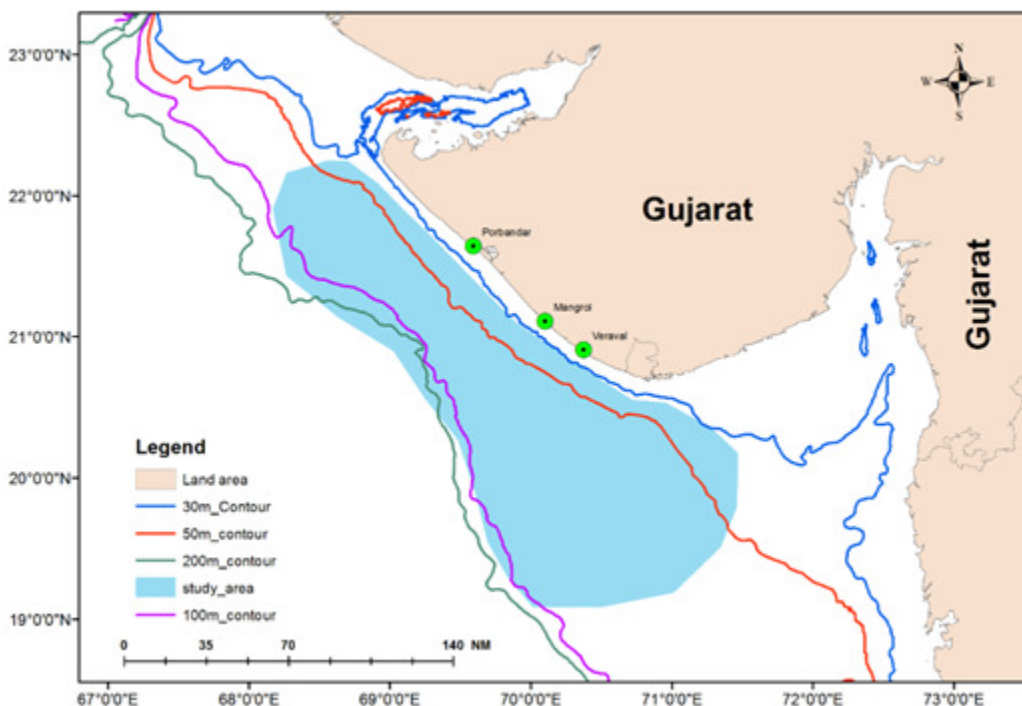 23°0'0"N
22°0'0"N
21°0'0"N
20°0'0"N
19°0'0"N
N
W E
S
Gujarat
Gujarat
Porbandar
Mangrol
Veraval
Legend
Land area
30m_Contour
50m_contour
200m_contour
study_area
100m_contour
0 35 70 140 NM
67°0'0"E 68°0'0"E 69°0'0"E 70°0'0"E 71°0'0"E 72°0'0"E 73°0'0"E